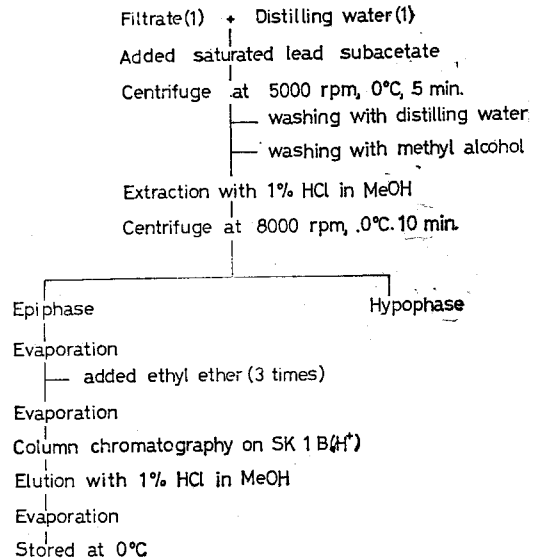 Filtrate(1) + Distilling water(1)
Added saturated lead subacetate
Centrifuge at 5000 rpm, 0°C, 5 min.
washing with distilling water
washing with methyl alcohol
Extraction with 1% HCl in MeOH
Centrifuge at 8000 rpm, .0°C. 10 min.
Epiphase Hypophase
Evaporation
added ethyl ether (3 times)
Evaporation
Column chromatography on SK 1 B(H⁺)
Elution with 1% HCl in MeOH
Evaporation
Stored at 0°C